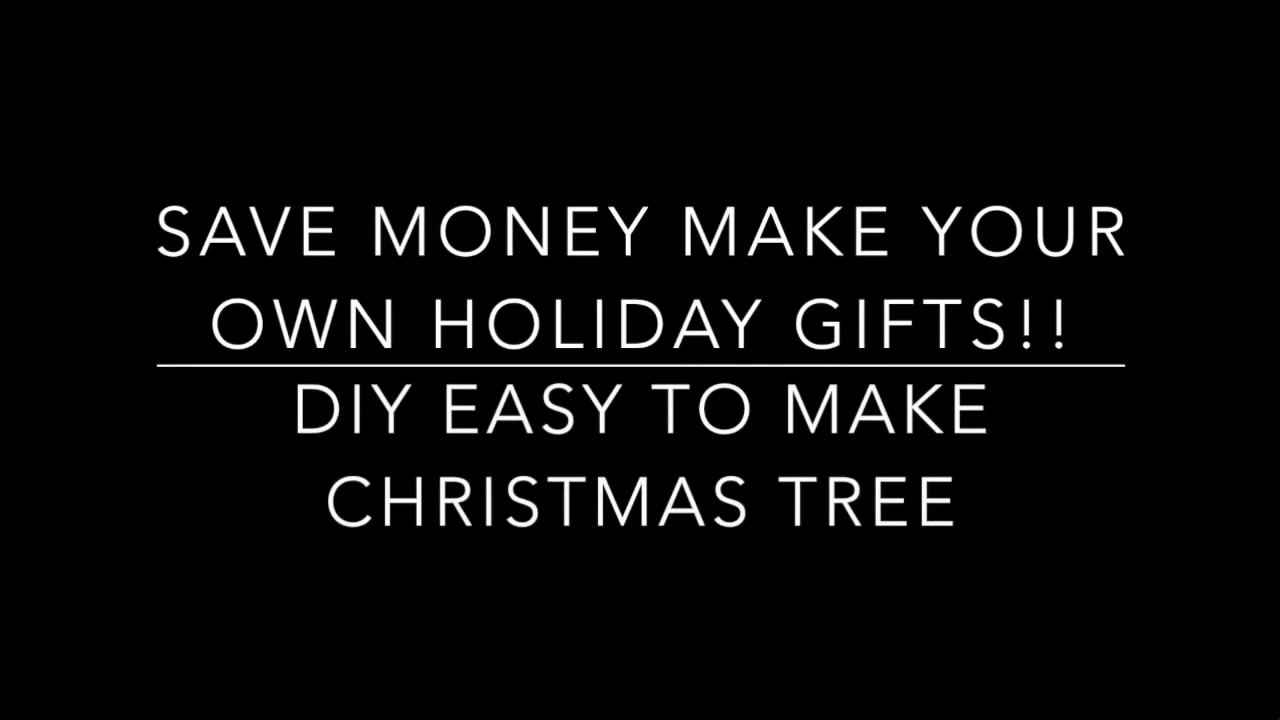 SAVE MONEY MAKE YOUR
OWN HOLIDAY GIFTS!!
DIY EASY TO MAKE
CHRISTMAS TREE